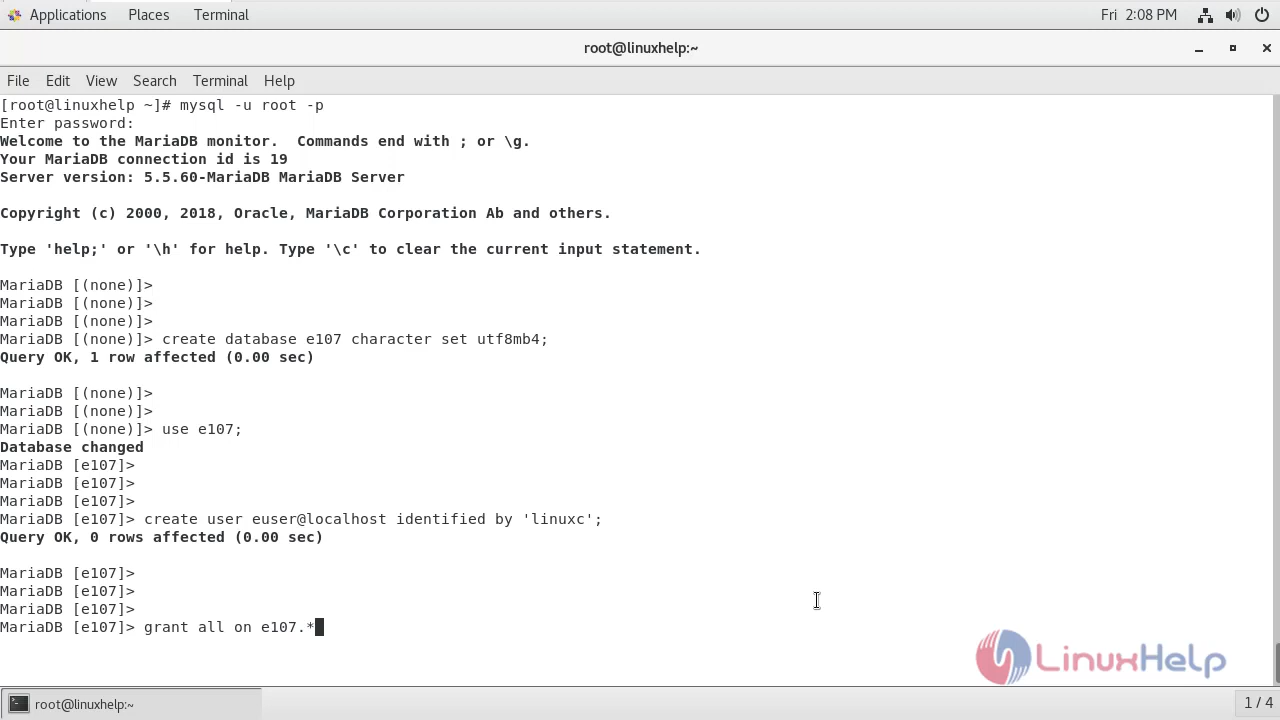 Applications Places Terminal Fri 2:08 PM
root@linuxhelp:~
File Edit View Search Terminal Help
[root@linuxhelp ~]# mysql -u root -p
Enter password:
Welcome to the MariaDB monitor.  Commands end with ; or \g.
Your MariaDB connection id is 19
Server version: 5.5.60-MariaDB MariaDB Server
Copyright (c) 2000, 2018, Oracle, MariaDB Corporation Ab and others.
Type 'help;' or '\h' for help. Type '\c' to clear the current input statement.
MariaDB [(none)]>
MariaDB [(none)]>
MariaDB [(none)]>
MariaDB [(none)]> create database e107 character set utf8mb4;
Query OK, 1 row affected (0.00 sec)
MariaDB [(none)]>
MariaDB [(none)]>
MariaDB [(none)]> use e107;
Database changed
MariaDB [e107]>
MariaDB [e107]>
MariaDB [e107]>
MariaDB [e107]> create user euser@localhost identified by 'linuxc';
Query OK, 0 rows affected (0.00 sec)
MariaDB [e107]>
MariaDB [e107]>
MariaDB [e107]>
MariaDB [e107]> grant all on e107.*
LinuxHelp
root@linuxhelp:~ 1 / 4